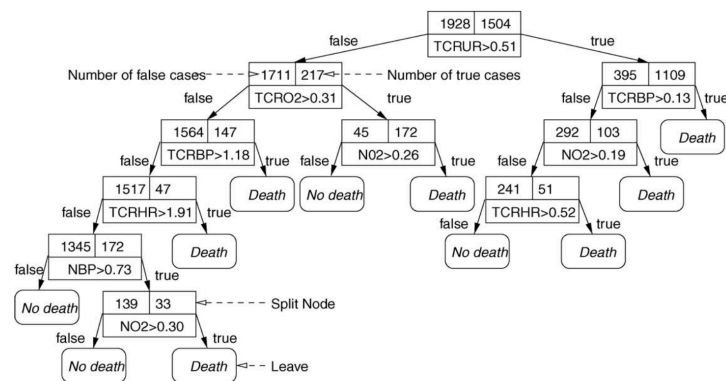 1928 1504
TCRUR>0.51
false true
Number of false cases 1711 217 Number of true cases
TCRO2>0.31
395 1109
TCRBP>0.13
false true false true
1564 147
TCRBP>1.18
45 172
N02>0.26
292 103
NO2>0.19
Death
false true false true false true
1517 47
TCRHR>1.91
Death
No death
Death
241 51
TCRHR>0.52
Death
false true false true
1345 172
NBP>0.73
Death
No death
Death
false true
No death
139 33
NO2>0.30
Split Node
false true
No death
Death
Leave